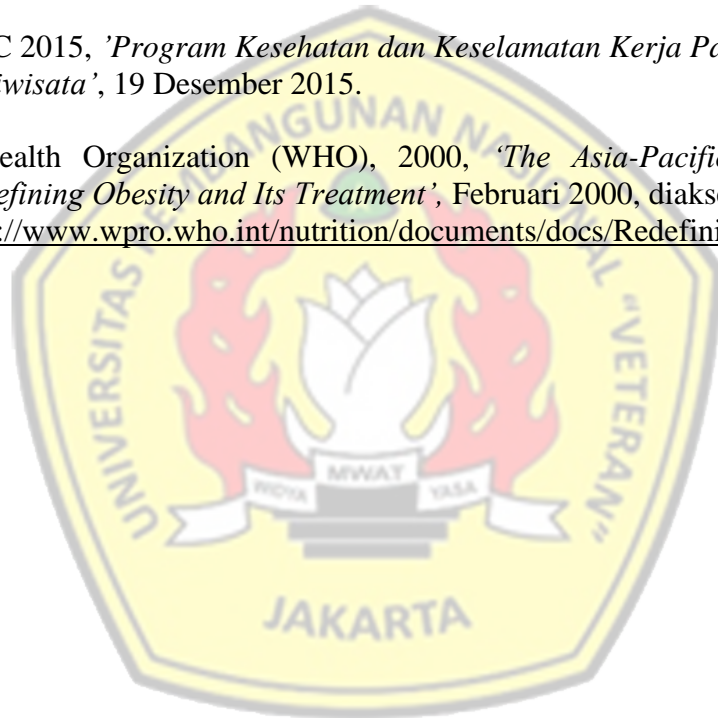 C 2015, ’Program Kesehatan dan Keselamatan Kerja Pa
iwisata’, 19 Desember 2015.
ealth Organization (WHO), 2000, ‘The Asia-Pacific
efining Obesity and Its Treatment’, Februari 2000, diakse
://www.wpro.who.int/nutrition/documents/docs/Redefini
UNIVERSITAS PEMBANGUNAN NASIONAL "VETERAN"
WIDYA MWAT YASA
JAKARTA